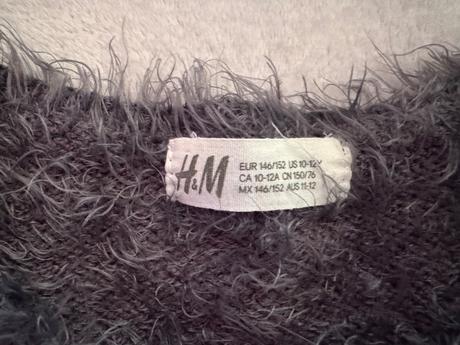 H&M
EUR 146/152 US 10-12Y
CA 10-12A CN 150/76
MX 146/152 AUS 11-12